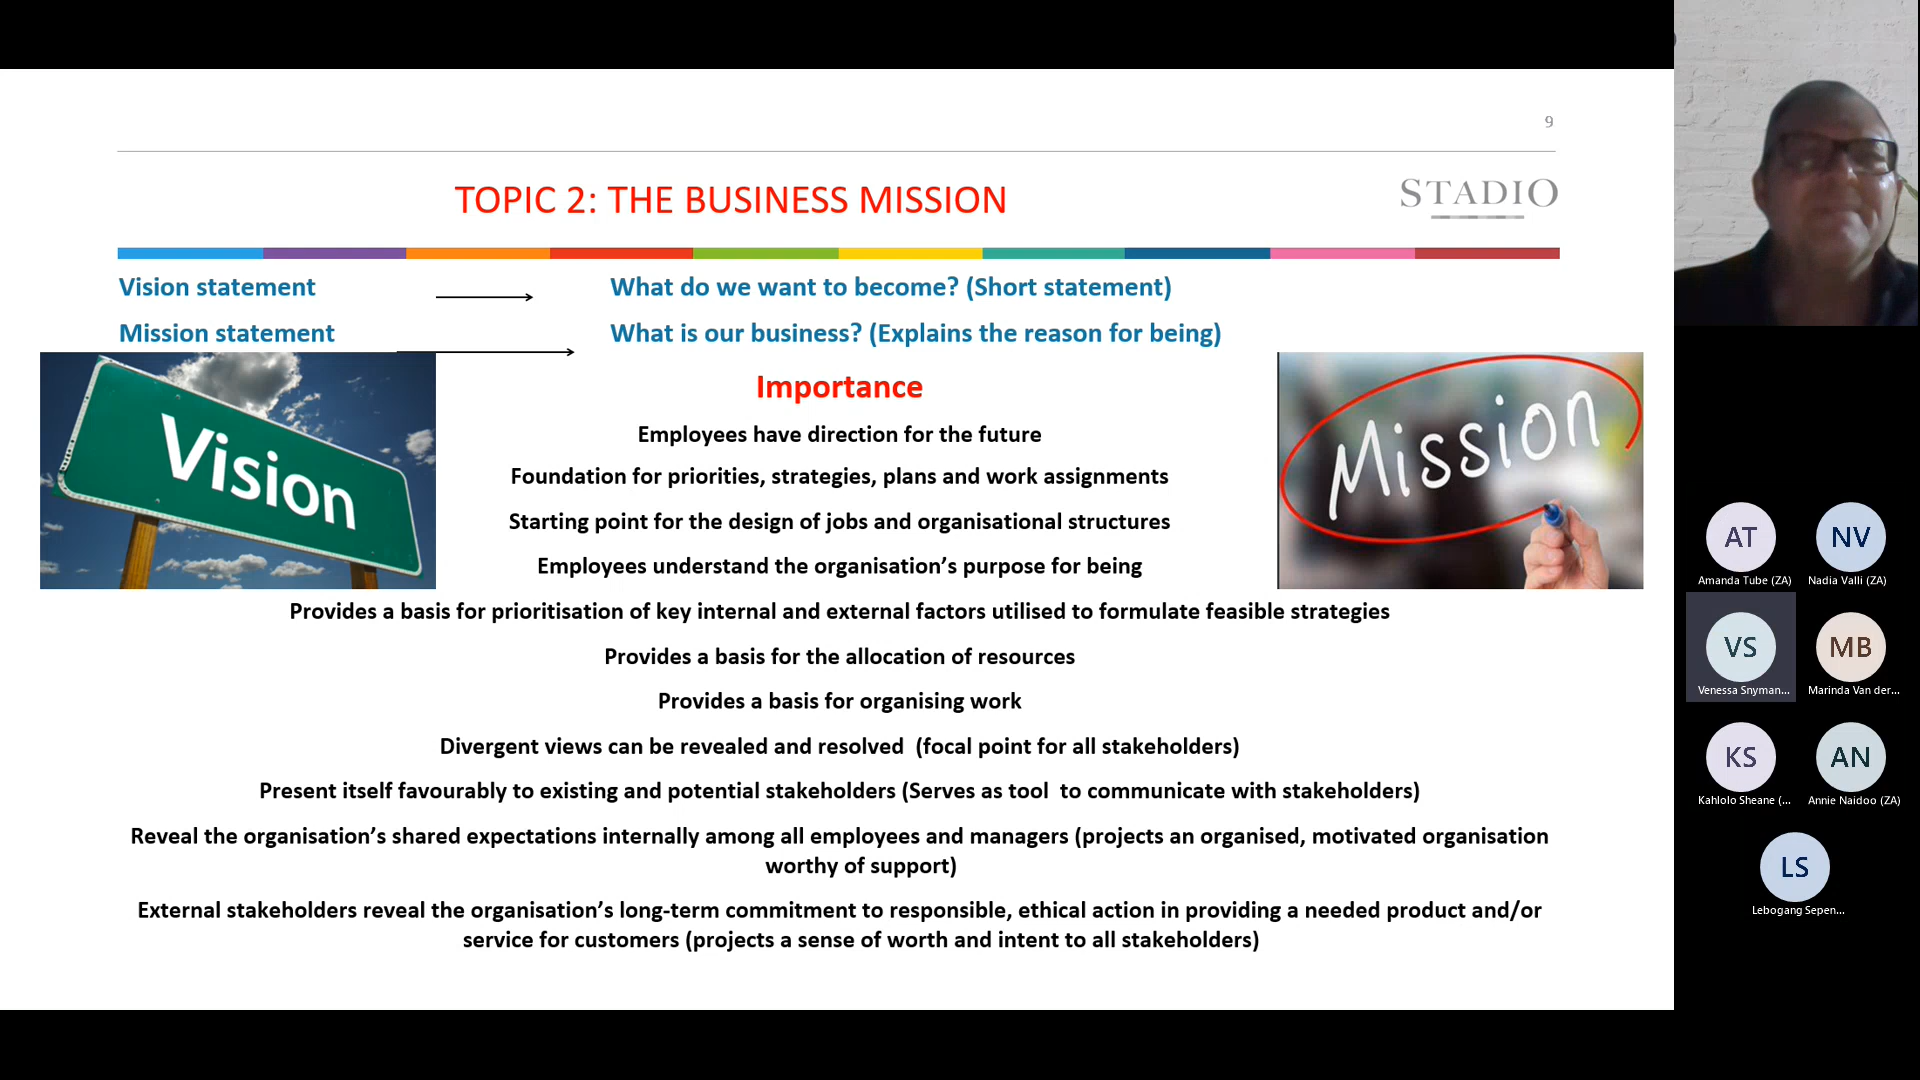 9
TOPIC 2: THE BUSINESS MISSION
STADIO
Vision statement
What do we want to become? (Short statement)
Mission statement
What is our business? (Explains the reason for being)
Vision
Mission
Importance
Employees have direction for the future
Foundation for priorities, strategies, plans and work assignments
Starting point for the design of jobs and organisational structures
Employees understand the organisation’s purpose for being
Provides a basis for prioritisation of key internal and external factors utilised to formulate feasible strategies
Provides a basis for the allocation of resources
Provides a basis for organising work
Divergent views can be revealed and resolved (focal point for all stakeholders)
Present itself favourably to existing and potential stakeholders (Serves as tool to communicate with stakeholders)
Reveal the organisation’s shared expectations internally among all employees and managers (projects an organised, motivated organisation
worthy of support)
External stakeholders reveal the organisation’s long-term commitment to responsible, ethical action in providing a needed product and/or
service for customers (projects a sense of worth and intent to all stakeholders)
AT
Amanda Tube (ZA)
NV
Nadia Valli (ZA)
VS
Venessa Snyman...
MB
Marinda Van der...
KS
Kahlolo Sheane (...
AN
Annie Naidoo (ZA)
LS
Lebogang Sepen...